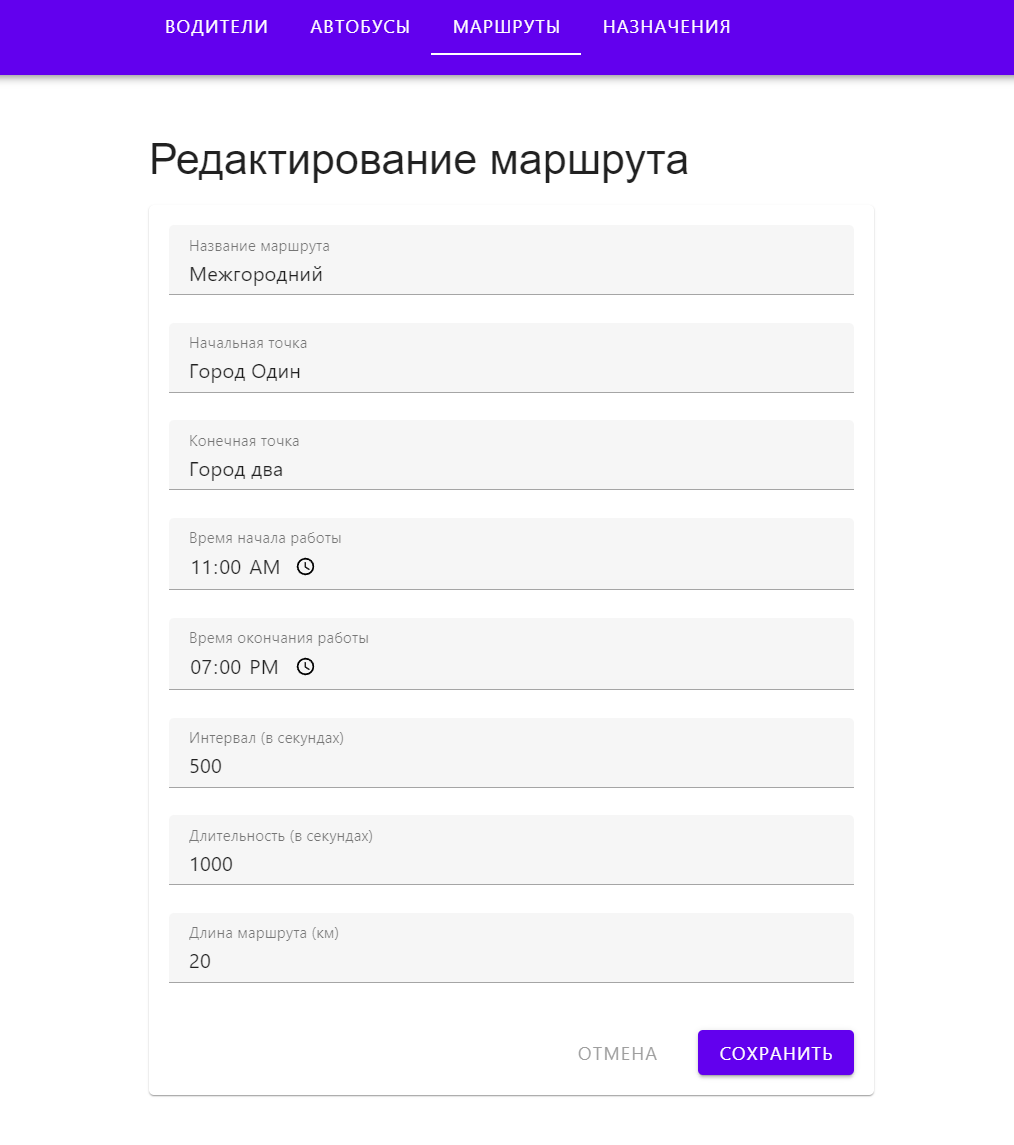 ВОДИТЕЛИ АВТОБУСЫ МАРШРУТЫ НАЗНАЧЕНИЯ
Редактирование маршрута
Название маршрута
Межгородний
Начальная точка
Город Один
Конечная точка
Город два
Время начала работы
11:00 AM
Время окончания работы
07:00 PM
Интервал (в секундах)
500
Длительность (в секундах)
1000
Длина маршрута (км)
20
ОТМЕНА СОХРАНИТЬ